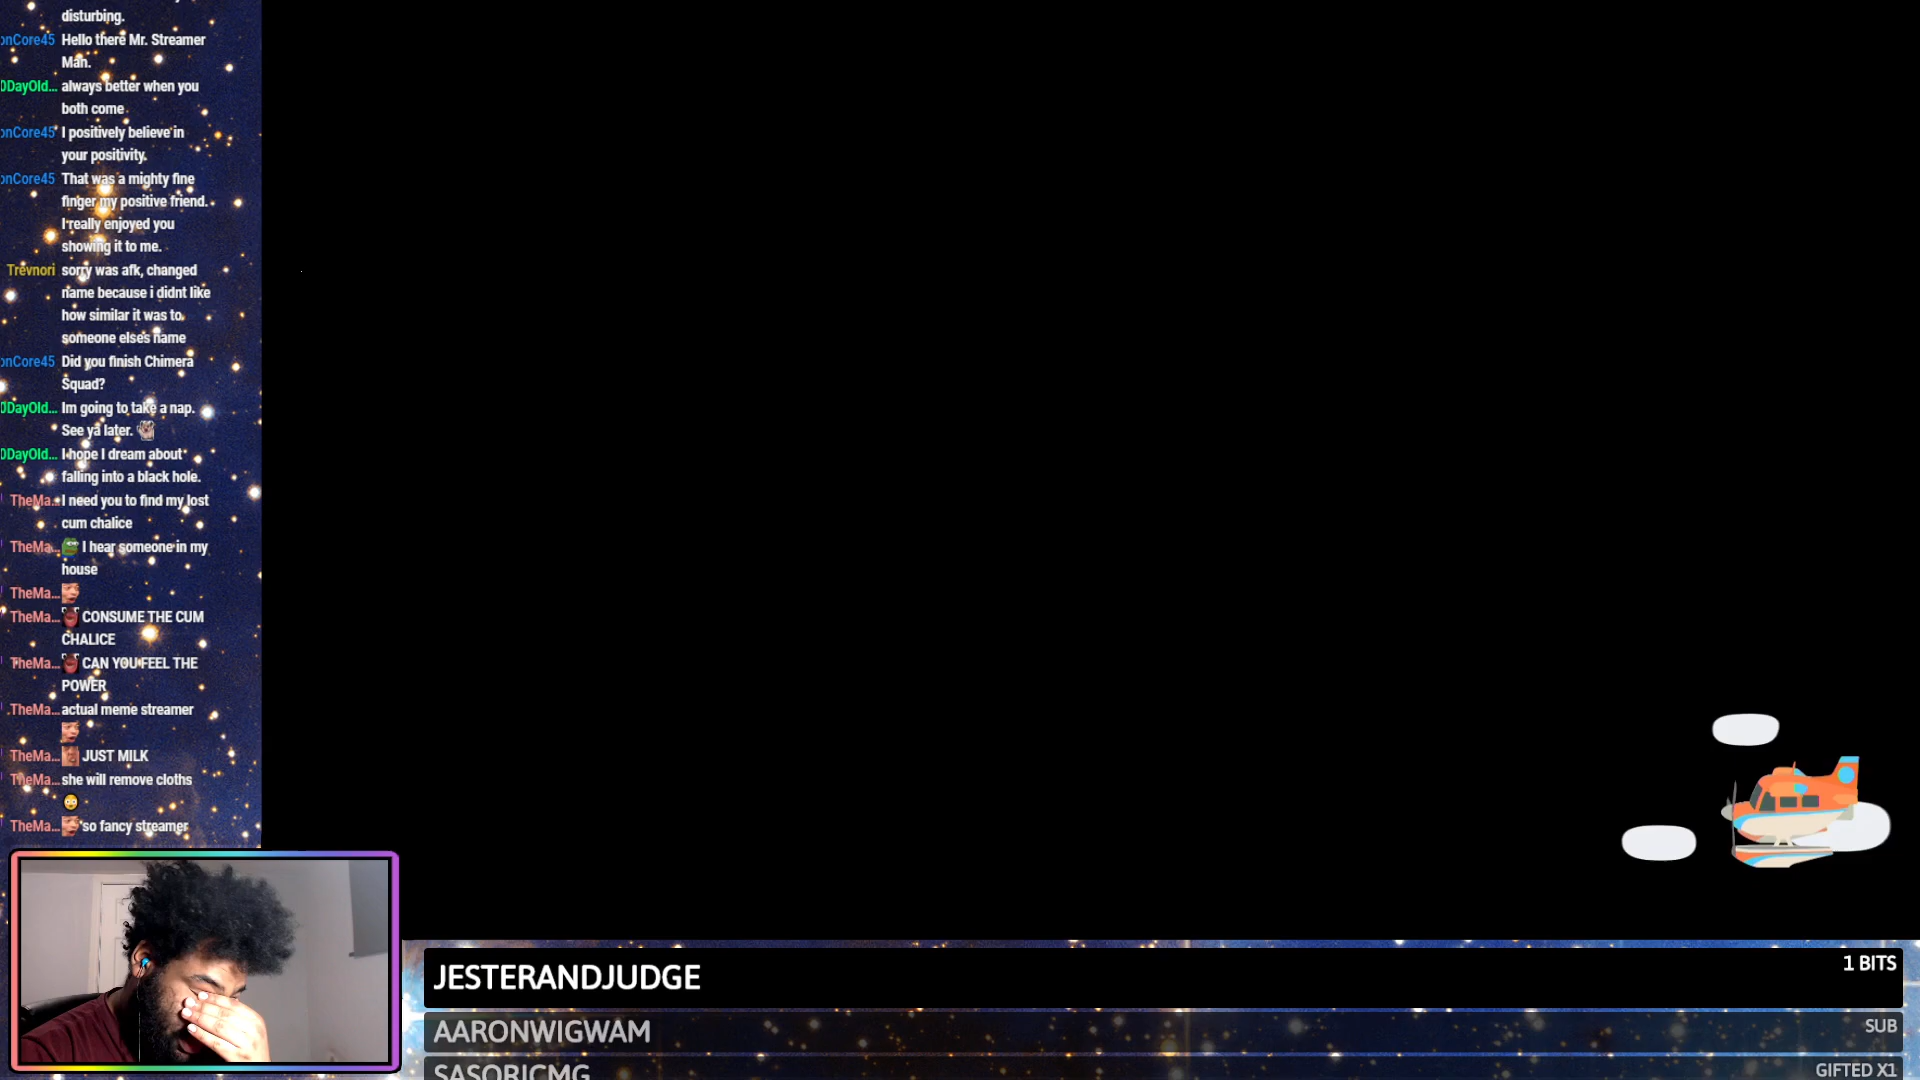 disturbing.
onCore45 Hello there Mr. Streamer
Man.
0DayOld... always better when you
both come
onCore45 I positively believe in
your positivity.
onCore45 That was a mighty fine
finger my positive friend.
I really enjoyed you
showing it to me.
Trevnori sorry was afk, changed
name because i didnt like
how similar it was to
someone elses name
onCore45 Did you finish Chimera
Squad?
0DayOld... Im going to take a nap.
See ya later.
0DayOld... I hope I dream about
falling into a black hole.
TheMa... I need you to find my lost
cum chalice
TheMa... I hear someone in my
house
TheMa...
TheMa... CONSUME THE CUM
CHALICE
TheMa... CAN YOU FEEL THE
POWER
TheMa... actual meme streamer
TheMa... JUST MILK
TheMa... she will remove cloths
TheMa... so fancy streamer
JESTERANDJUDGE 1 BITS
AARONWIGWAM SUB
SASORICMG GIFTED X1